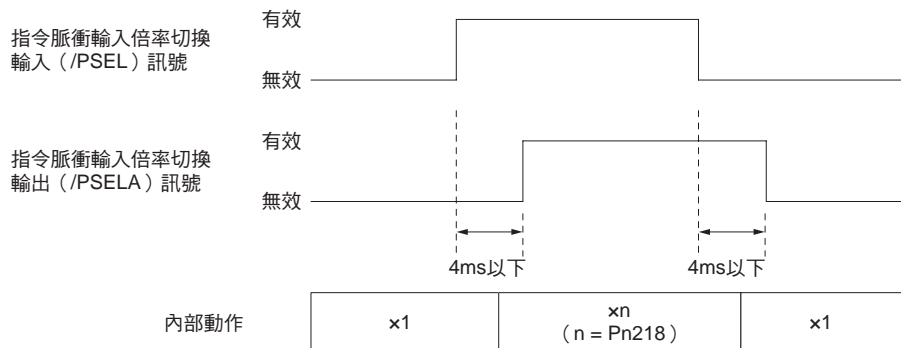 有效
指令脈衝輸入倍率切換
輸入（/PSEL）訊號
無效
有效
指令脈衝輸入倍率切換
輸出（/PSELA）訊號
無效
4ms以下
4ms以下
內部動作
×1
×n
（n = Pn218）
×1